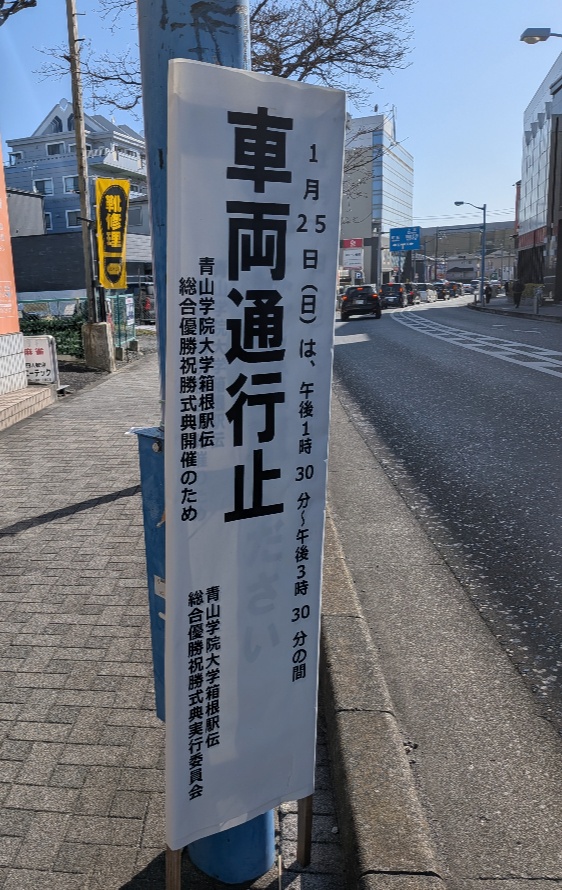 1月25日(日)は、午後1時30分〜午後3時30分の間
車両通行止
青山学院大学箱根駅伝
総合優勝祝勝式典開催のため
青山学院大学箱根駅伝
総合優勝祝勝式典実行委員会
靴修理
麻雀